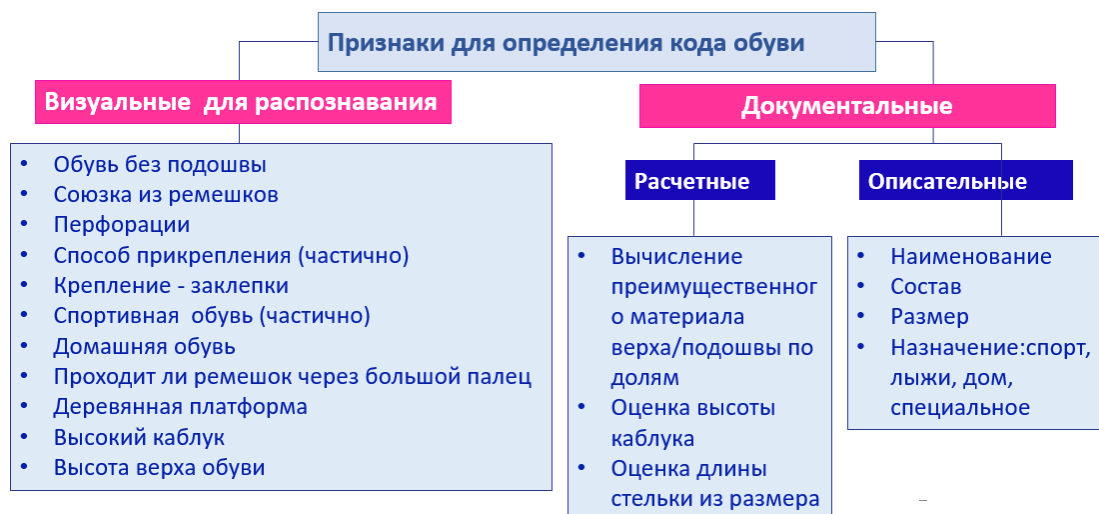 Признаки для определения кода обуви
Визуальные для распознавания
• Обувь без подошвы
• Союзка из ремешков
• Перфорации
• Способ прикрепления (частично)
• Крепление - заклепки
• Спортивная обувь (частично)
• Домашняя обувь
• Проходит ли ремешок через большой палец
• Деревянная платформа
• Высокий каблук
• Высота верха обуви
Документальные
Расчетные
• Вычисление
преимущественног
о материала
верха/подошвы по
долям
• Оценка высоты
каблука
• Оценка длины
стельки из размера
Описательные
• Наименование
• Состав
• Размер
• Назначение:спорт,
лыжи, дом,
специальное